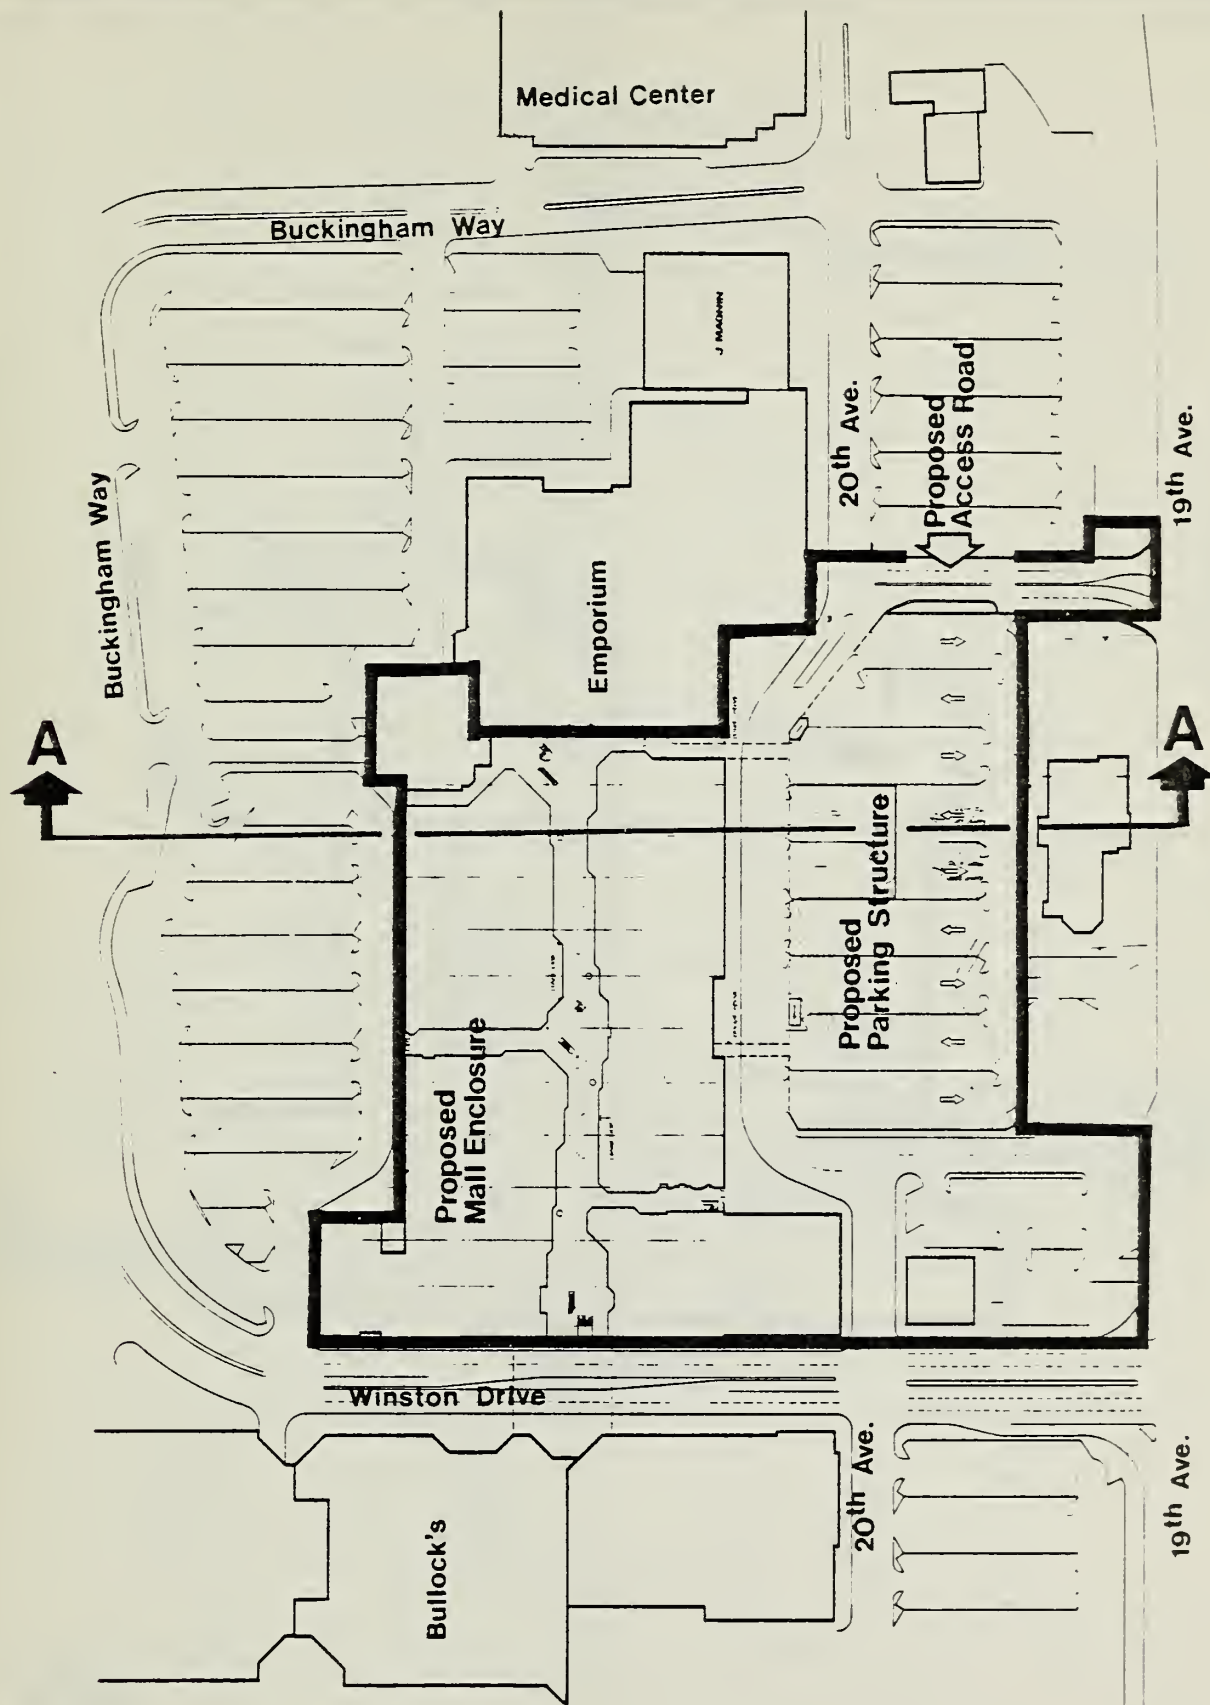 Medical Center
Buckingham Way
J MAGNIN
20th Ave.
Proposed
Access Road
19th Ave.
Buckingham Way
Emporium
A
A
Proposed
Parking Structure
Proposed
Mall Enclosure
Winston Drive
20th Ave.
19th Ave.
Bullock's